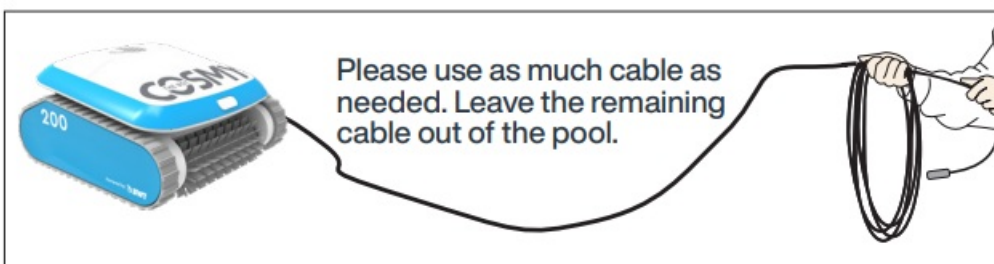 COSMY
200
Please use as much cable as
needed. Leave the remaining
cable out of the pool.